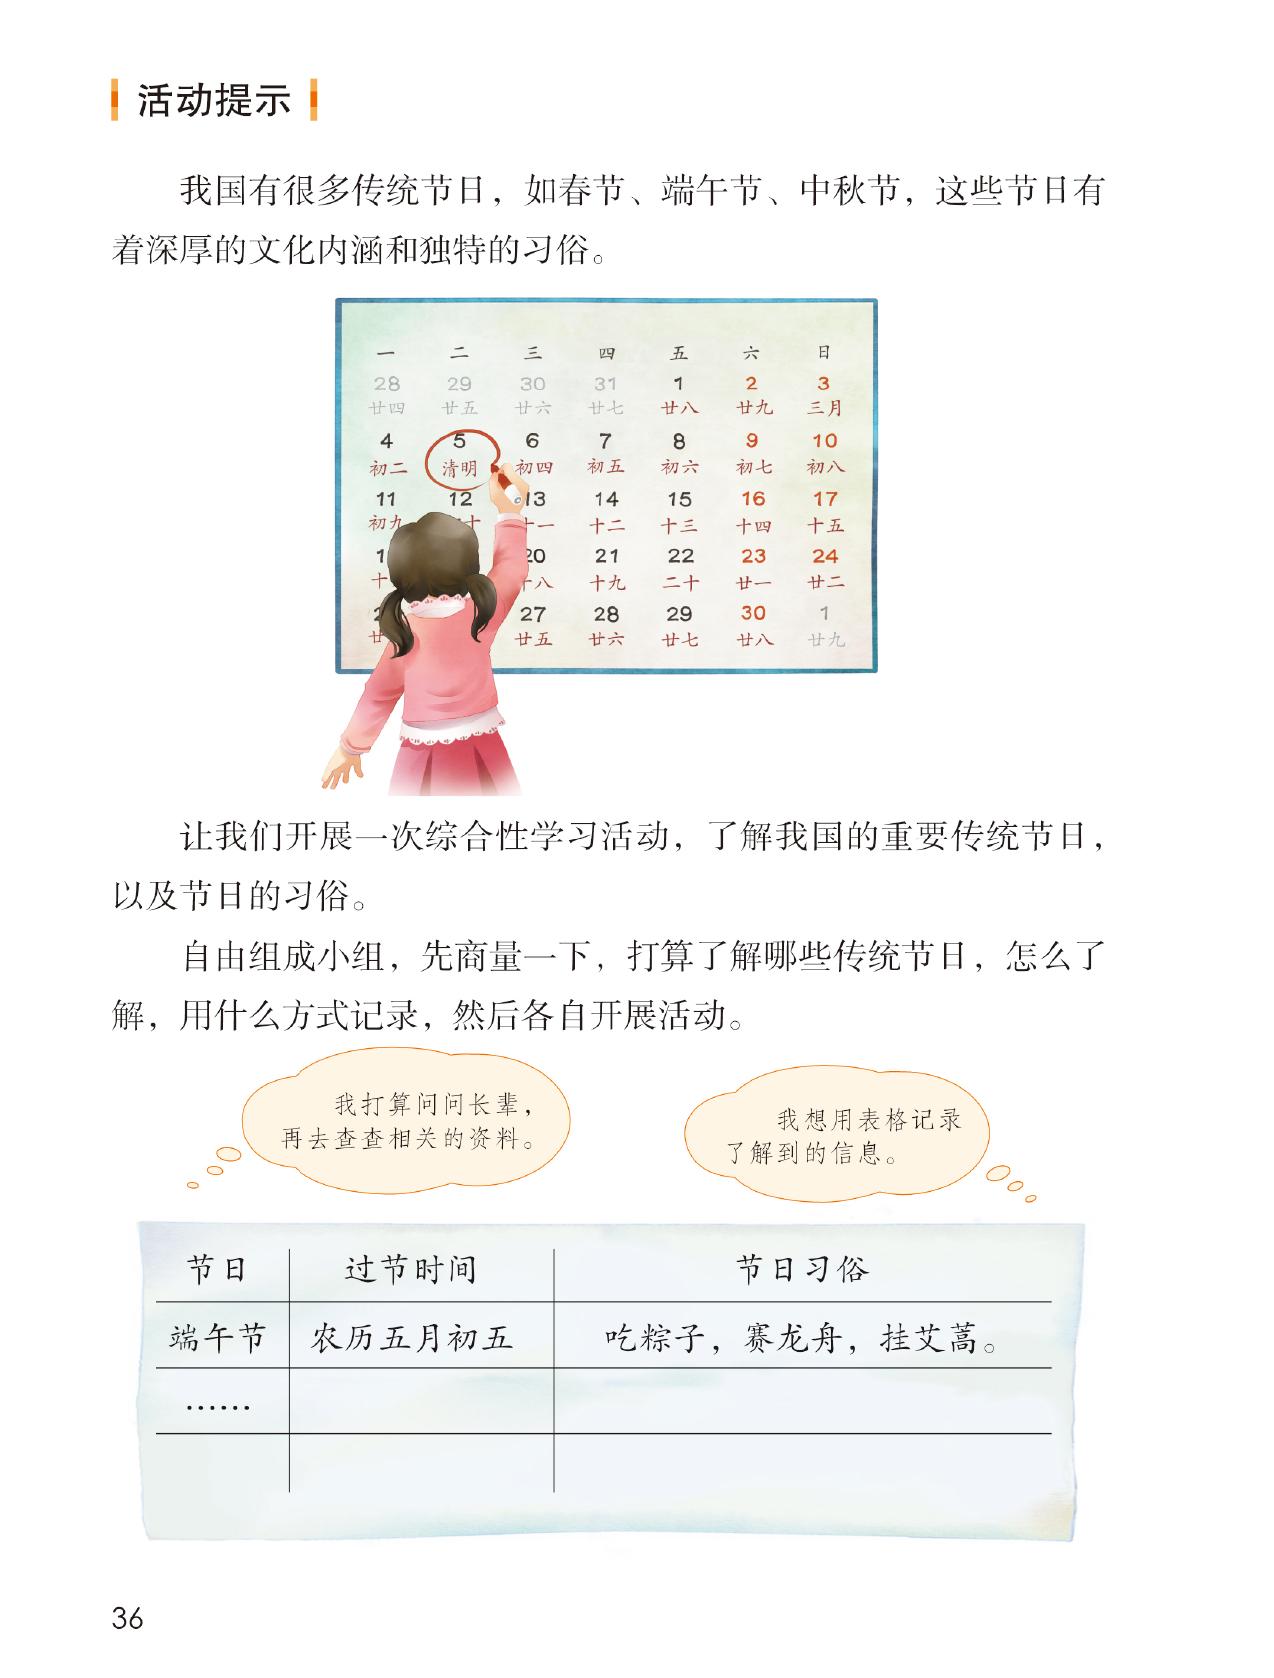 活动提示
我国有很多传统节日，如春节、端午节、中秋节，这些节日有
着深厚的文化内涵和独特的习俗。
一 二 三 四 五 六 日
28 29 30 31 1 2 3
廿四 廿五 廿六 廿七 廿八 廿九 三月
4 5 6 7 8 9 10
初二 清明 初四 初五 初六 初七 初八
11 12 13 14 15 16 17
初九 十 十一 十二 十三 十四 十五
20 21 22 23 24
十八 十九 二十 廿一 廿二
27 28 29 30 1
廿五 廿六 廿七 廿八 廿九
让我们开展一次综合性学习活动，了解我国的重要传统节日，
以及节日的习俗。
自由组成小组，先商量一下，打算了解哪些传统节日，怎么了
解，用什么方式记录，然后各自开展活动。
我打算问问长辈，
再去查查相关的资料。
我想用表格记录
了解到的信息。
节日 过节时间 节日习俗
端午节 农历五月初五 吃粽子，赛龙舟，挂艾蒿。
……
36